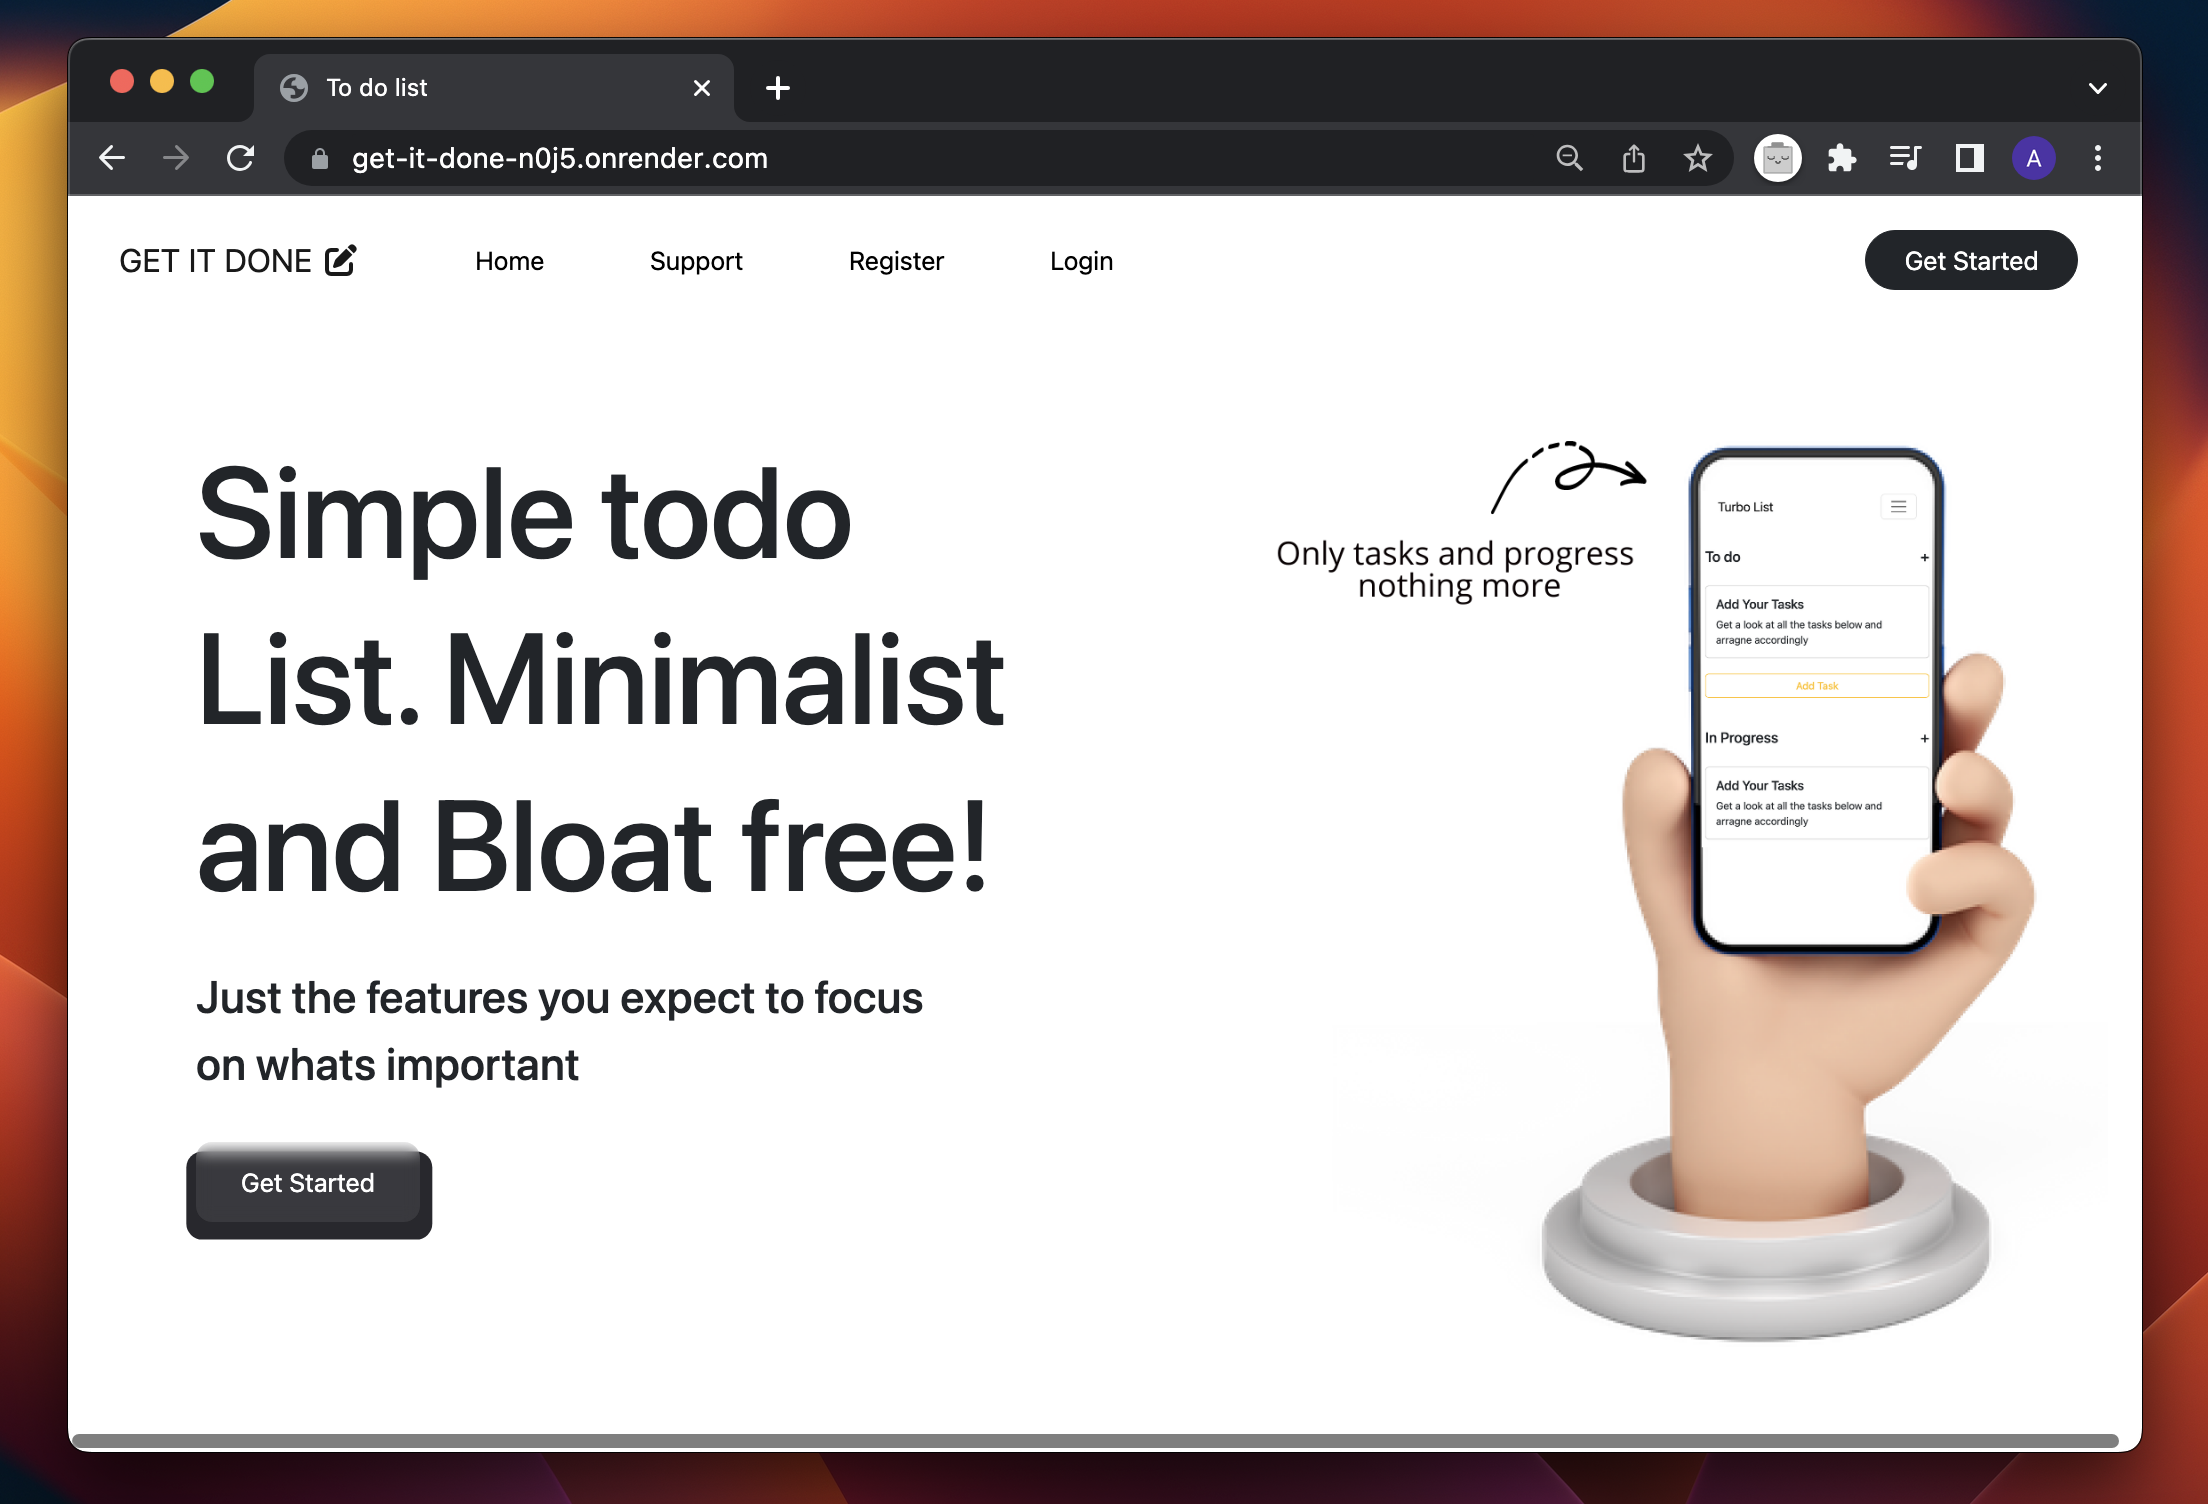 To do list
get-it-done-n0j5.onrender.com
A
GET IT DONE
Home
Support
Register
Login
Get Started
Simple todo
List. Minimalist
and Bloat free!
Just the features you expect to focus
on whats important
Get Started
Only tasks and progress
nothing more
Turbo List
To do +
Add Your Tasks
Get a look at all the tasks below and
arragne accordingly
Add Task
In Progress +
Add Your Tasks
Get a look at all the tasks below and
arragne accordingly